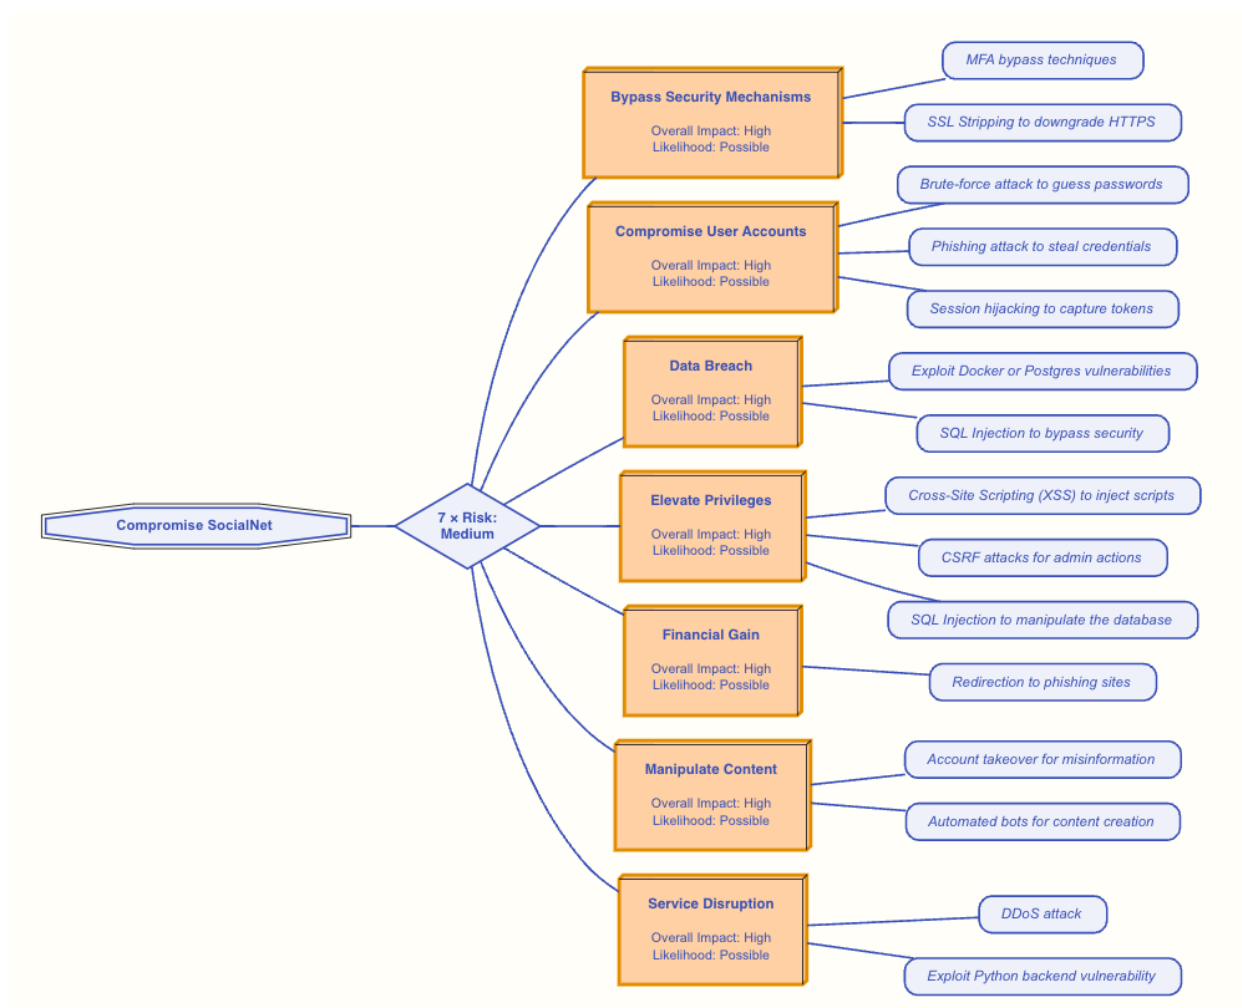 Compromise SocialNet
7 × Risk:
Medium
Bypass Security Mechanisms
Overall Impact: High
Likelihood: Possible
MFA bypass techniques
SSL Stripping to downgrade HTTPS
Compromise User Accounts
Overall Impact: High
Likelihood: Possible
Brute-force attack to guess passwords
Phishing attack to steal credentials
Session hijacking to capture tokens
Data Breach
Overall Impact: High
Likelihood: Possible
Exploit Docker or Postgres vulnerabilities
SQL Injection to bypass security
Elevate Privileges
Overall Impact: High
Likelihood: Possible
Cross-Site Scripting (XSS) to inject scripts
CSRF attacks for admin actions
SQL Injection to manipulate the database
Financial Gain
Overall Impact: High
Likelihood: Possible
Redirection to phishing sites
Manipulate Content
Overall Impact: High
Likelihood: Possible
Account takeover for misinformation
Automated bots for content creation
Service Disruption
Overall Impact: High
Likelihood: Possible
DDoS attack
Exploit Python backend vulnerability